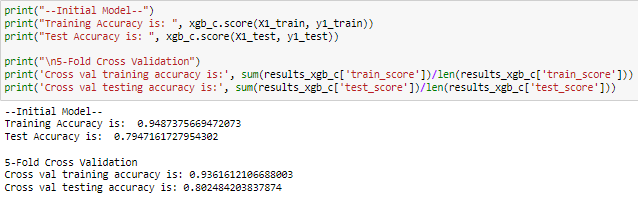 print("--Initial Model--")
print("Training Accuracy is: ", xgb_c.score(X1_train, y1_train))
print("Test Accuracy is: ", xgb_c.score(X1_test, y1_test))
print("\n5-Fold Cross Validation")
print('Cross val training accuracy is:', sum(results_xgb_c['train_score'])/len(results_xgb_c['train_score']))
print('Cross val testing accuracy is:', sum(results_xgb_c['test_score'])/len(results_xgb_c['test_score']))
--Initial Model--
Training Accuracy is:  0.9487375669472073
Test Accuracy is:  0.7947161727954302
5-Fold Cross Validation
Cross val training accuracy is: 0.9361612106688003
Cross val testing accuracy is: 0.802484203837874